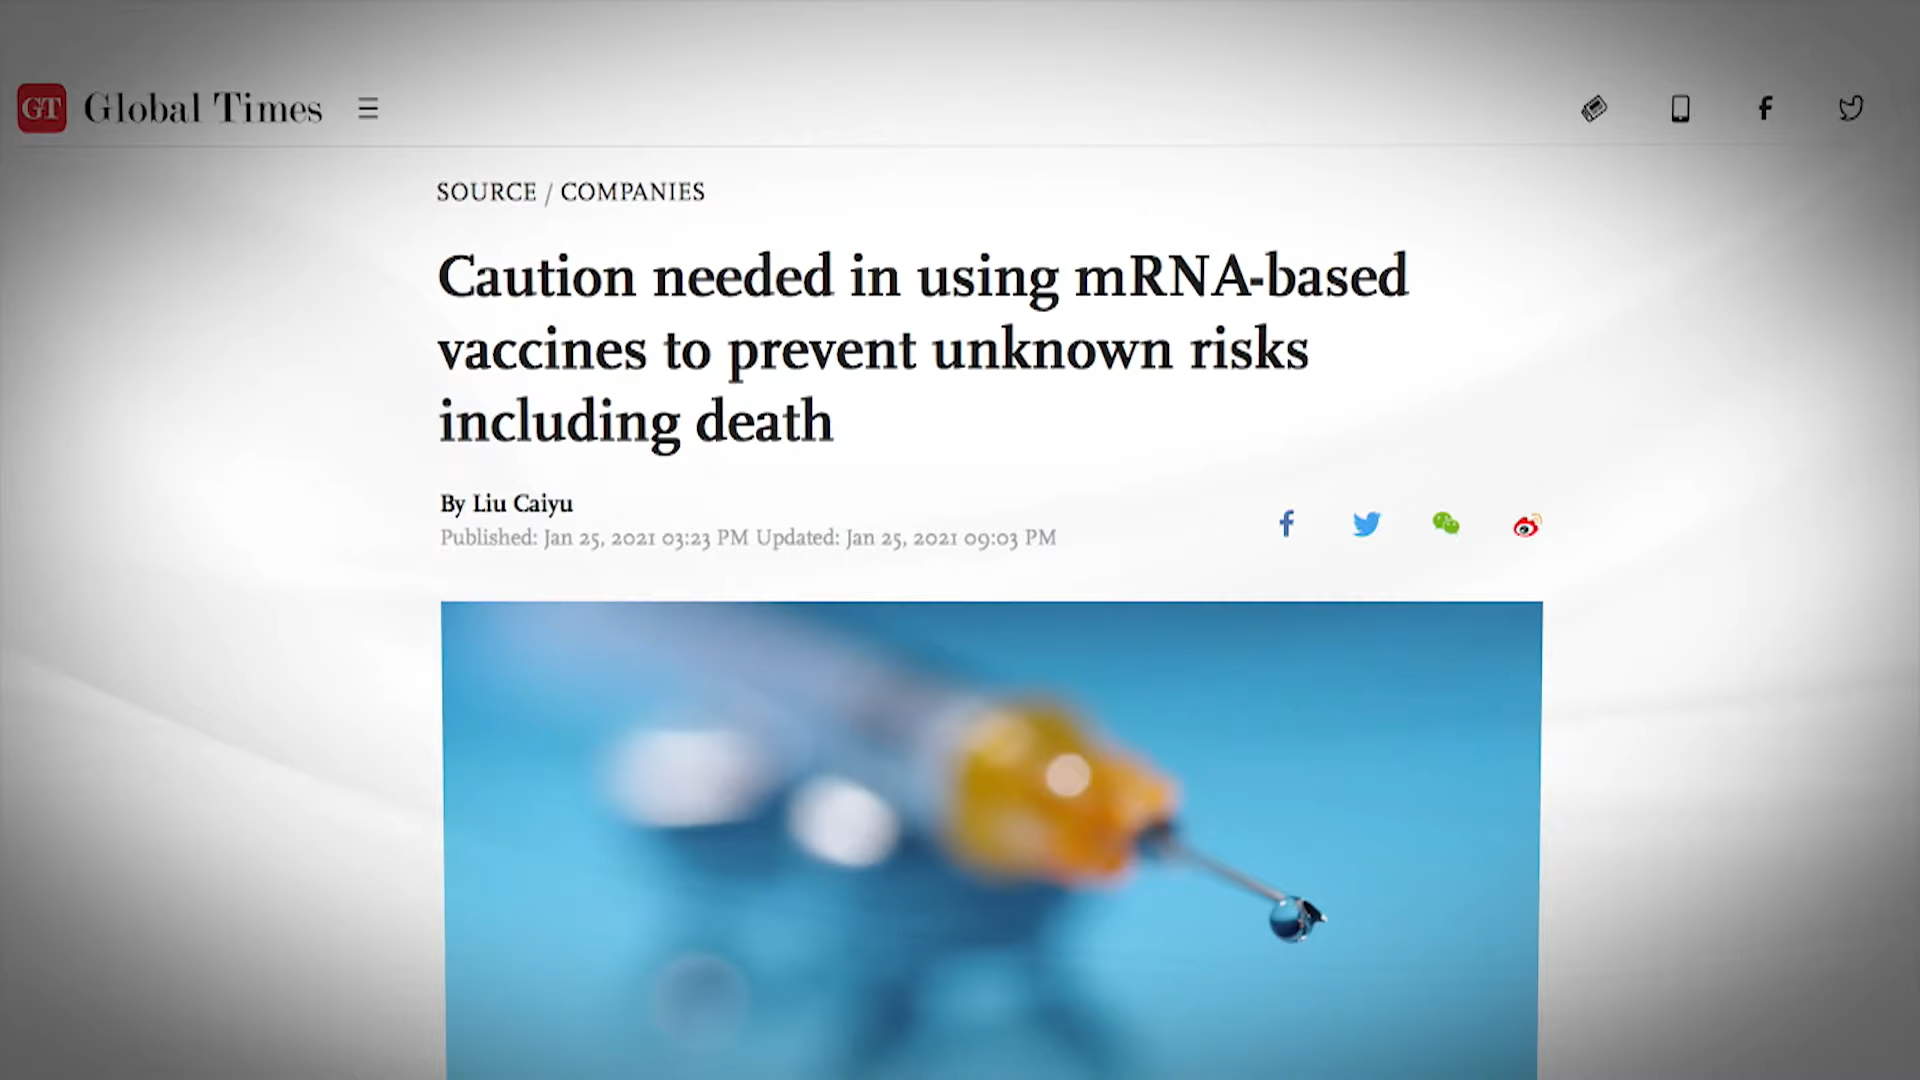 GT Global Times
SOURCE / COMPANIES
Caution needed in using mRNA-based
vaccines to prevent unknown risks
including death
By Liu Caiyu
Published: Jan 25, 2021 03:23 PM Updated: Jan 25, 2021 09:03 PM